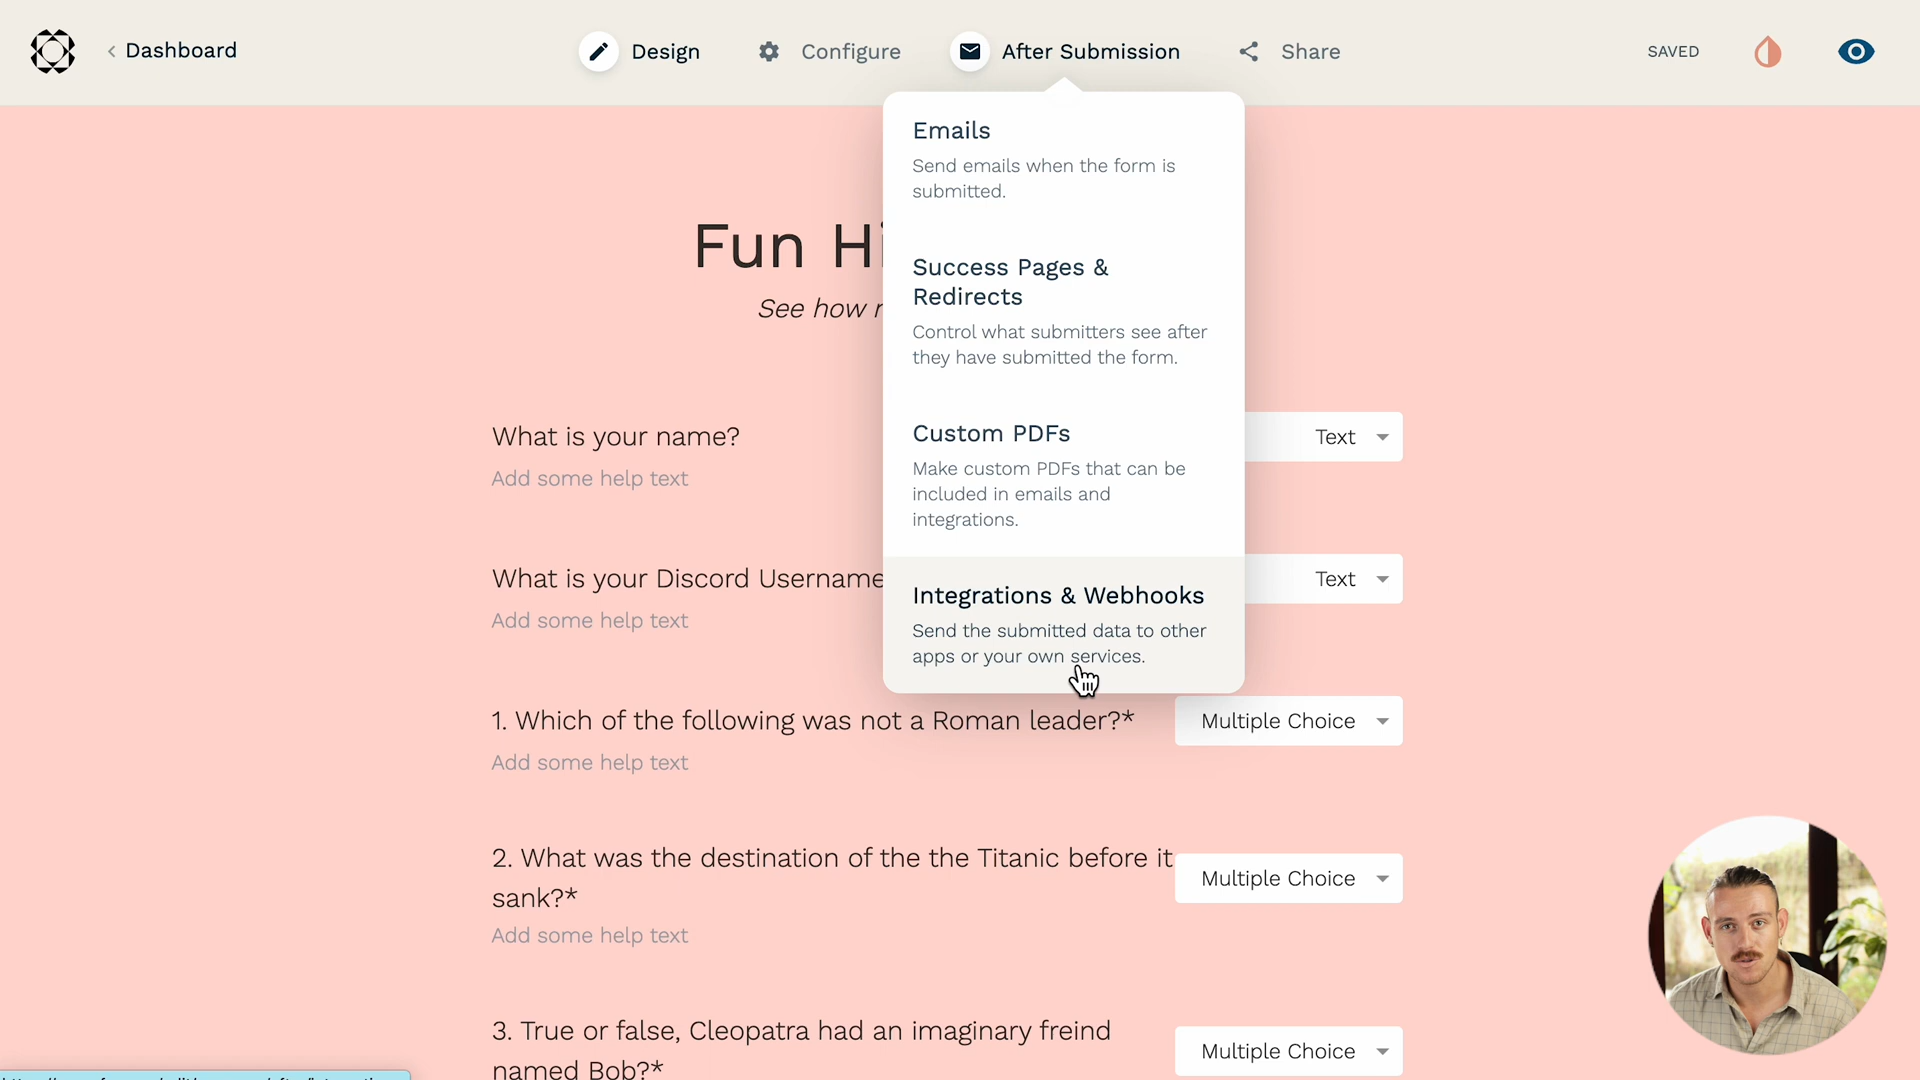 Dashboard
Design
Configure
After Submission
Share
SAVED
Emails
Send emails when the form is
submitted.
Success Pages &
Redirects
Control what submitters see after
they have submitted the form.
Custom PDFs
Make custom PDFs that can be
included in emails and
integrations.
Integrations & Webhooks
Send the submitted data to other
apps or your own services.
Fun Hi
See how
What is your name?
Text
Add some help text
What is your Discord Username
Text
Add some help text
1. Which of the following was not a Roman leader?*
Multiple Choice
Add some help text
2. What was the destination of the the Titanic before it
sank?*
Multiple Choice
Add some help text
3. True or false, Cleopatra had an imaginary freind
named Bob?*
Multiple Choice